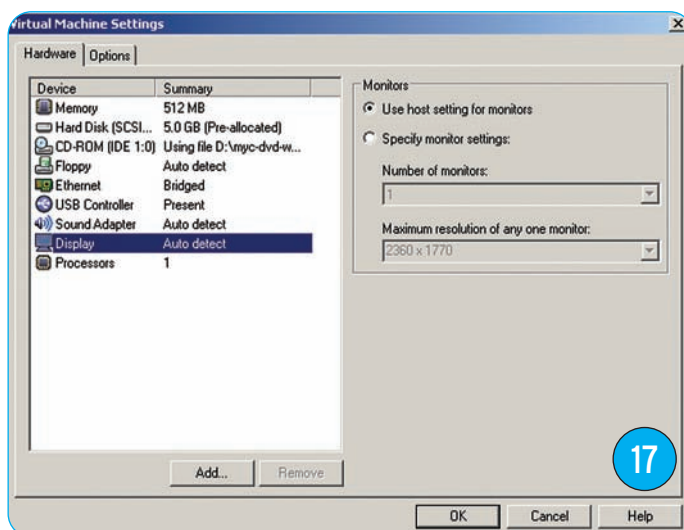 Virtual Machine Settings
Hardware Options
Device Summary
Memory 512 MB
Hard Disk (SCSI... 5.0 GB (Pre-allocated)
CD-ROM (IDE 1:0) Using file D:\myc-dvd-w...
Floppy Auto detect
Ethernet Bridged
USB Controller Present
Sound Adapter Auto detect
Display Auto detect
Processors 1
Add... Remove
Monitors
Use host setting for monitors
Specify monitor settings:
Number of monitors:
1
Maximum resolution of any one monitor:
2360 x 1770
17
OK Cancel Help